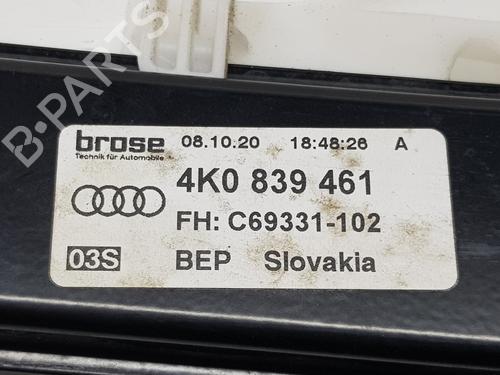 brose 08.10.20 18:48:26 A
Technik für Automobile
4K0 839 461
FH: C69331-102
03S BEP Slovakia
B-PARTS